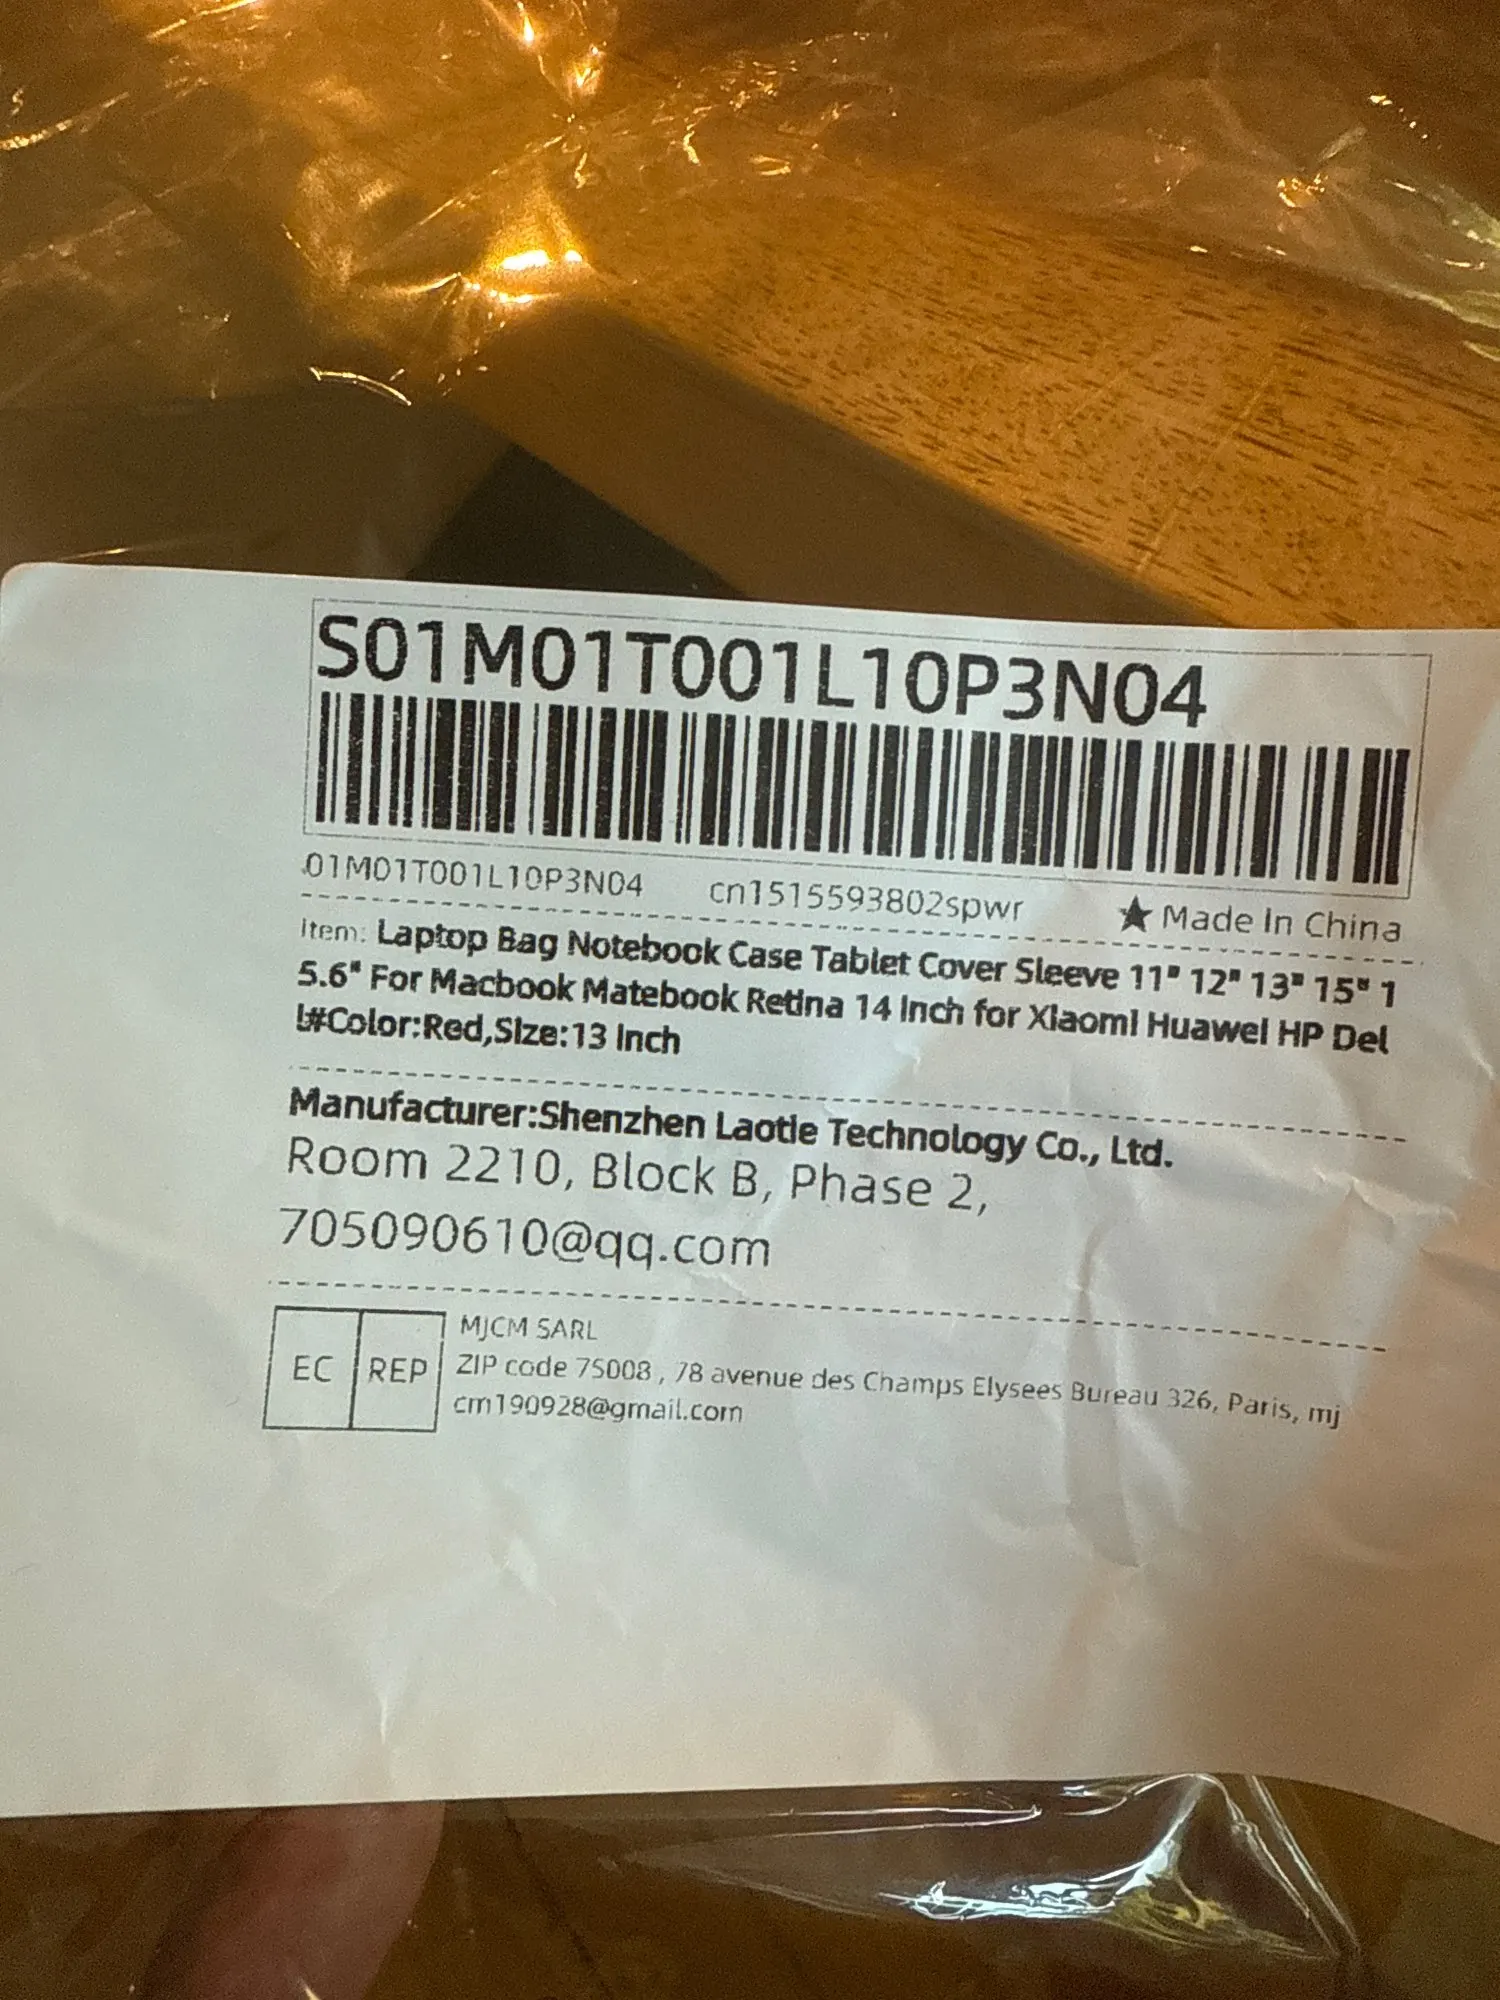 S01M01T001L10P3N04
01M01T001L10P3N04 cn1515593802spwr ★ Made In China
Item: Laptop Bag Notebook Case Tablet Cover Sleeve 11" 12" 13" 15" 1
5.6" For Macbook Matebook Retina 14 Inch for Xiaomi Huawei HP Del
l#Color:Red,Size:13 Inch
Manufacturer:Shenzhen Laotie Technology Co., Ltd.
Room 2210, Block B, Phase 2,
705090610@qq.com
EC REP
MJCM SARL
ZIP code 75008 , 78 avenue des Champs Elysees Bureau 326, Paris, mj
cm190928@gmail.com